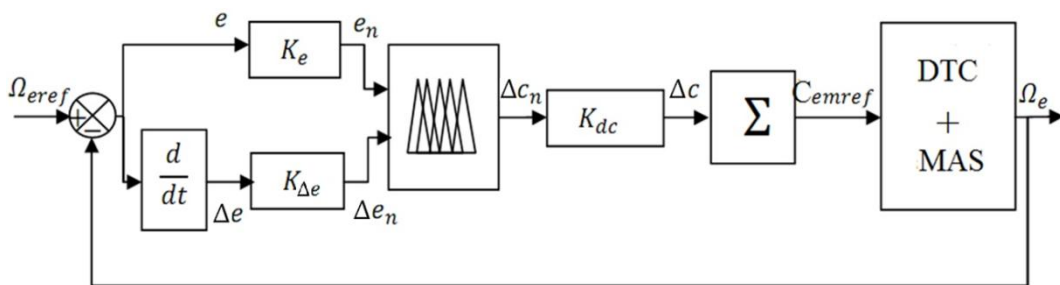 e
K_e
e_n
Ω_eref
+
−
d/dt
Δe
K_Δe
Δe_n
Δc_n
K_dc
Δc
Σ
C_emref
DTC
+
MAS
Ω_e